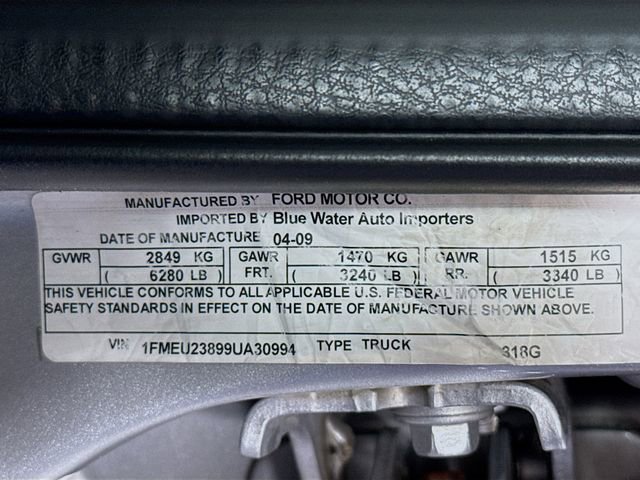 MANUFACTURED BY FORD MOTOR CO.
IMPORTED BY Blue Water Auto Importers
DATE OF MANUFACTURE 04-09
GVWR 2849 KG GAWR 1470 KG GAWR 1515 KG
( 6280 LB ) FRT. ( 3240 LB ) RR. ( 3340 LB )
THIS VEHICLE CONFORMS TO ALL APPLICABLE U.S. FEDERAL MOTOR VEHICLE
SAFETY STANDARDS IN EFFECT ON THE DATE OF MANUFACTURE SHOWN ABOVE.
VIN 1FMEU23899UA30994 TYPE TRUCK 318G